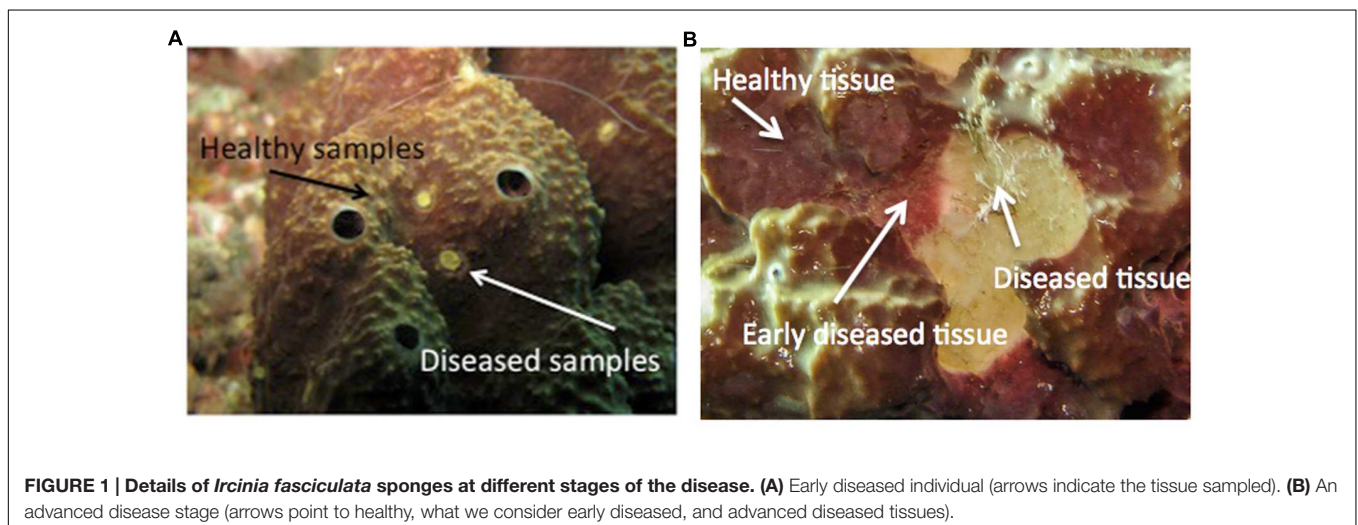 A
B
Healthy samples
Diseased samples
Healthy tissue
Diseased tissue
Early diseased tissue
FIGURE 1 | Details of Ircinia fasciculata sponges at different stages of the disease. (A) Early diseased individual (arrows indicate the tissue sampled). (B) An
advanced disease stage (arrows point to healthy, what we consider early diseased, and advanced diseased tissues).